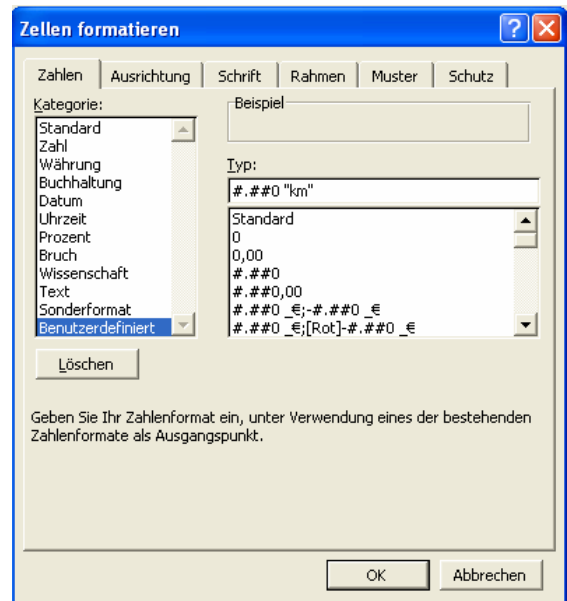 Zellen formatieren
Zahlen Ausrichtung Schrift Rahmen Muster Schutz
Kategorie:
Standard
Zahl
Währung
Buchhaltung
Datum
Uhrzeit
Prozent
Bruch
Wissenschaft
Text
Sonderformat
Benutzerdefiniert
Beispiel
Typ:
#.##0 "km"
Standard
0
0,00
#.##0
#.##0,00
#.##0 _€;-#.##0 _€
#.##0 _€;[Rot]-#.##0 _€
Löschen
Geben Sie Ihr Zahlenformat ein, unter Verwendung eines der bestehenden
Zahlenformate als Ausgangspunkt.
OK Abbrechen